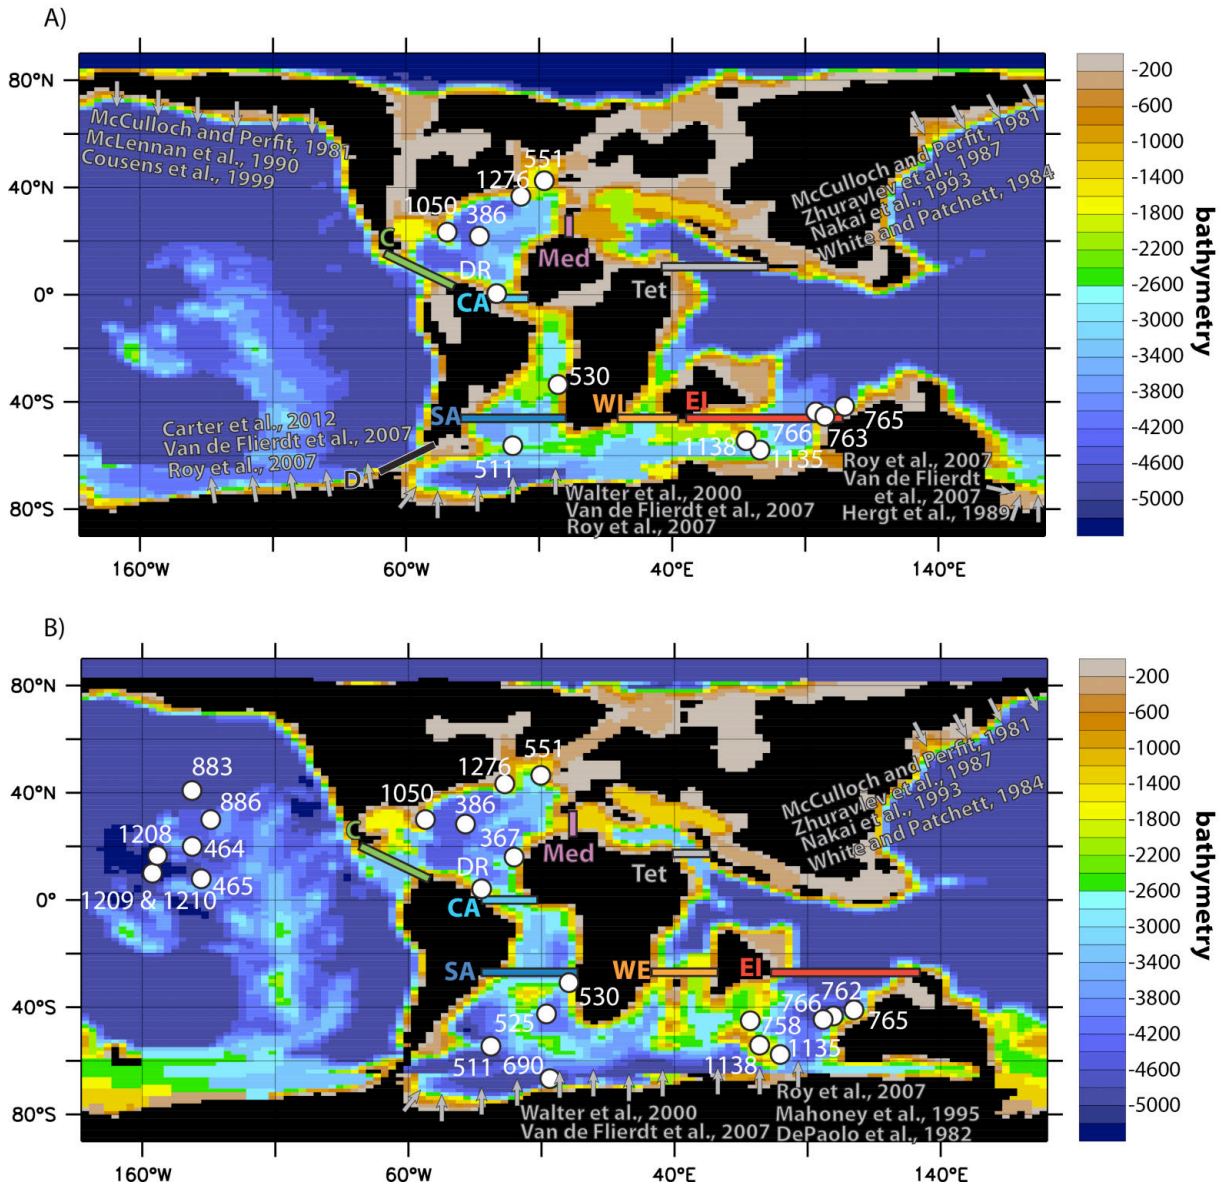 A)
80°N
40°N
0°
40°S
80°S
160°W
60°W
40°E
140°E
McCulloch and Perfit, 1981
McLennan et al., 1990
Cousens et al., 1999
551
1276
1050
386
C
DR
CA
Med
Tet
McCulloch and Perfit, 1981
Zhuravlev et al., 1987
Nakai et al., 1993
White and Patchett, 1984
530
SA
WI
EI
511
766
765
763
1138
1135
Carter et al., 2012
Van de Flierdt et al., 2007
Roy et al., 2007
D
Walter et al., 2000
Van de Flierdt et al., 2007
Roy et al., 2007
Roy et al., 2007
Van de Flierdt
et al., 2007
Hergt et al., 1989
-200
-600
-1000
-1400
-1800
-2200
-2600
-3000
-3400
-3800
-4200
-4600
-5000
bathymetry
B)
80°N
40°N
0°
40°S
80°S
160°W
60°W
40°E
140°E
883
886
1208
464
465
1209 & 1210
551
1276
1050
386
367
C
DR
CA
Med
Tet
McCulloch and Perfit, 1981
Zhuravlev et al., 1987
Nakai et al., 1993
White and Patchett, 1984
SA
WE
EI
530
525
511
690
762
766
765
758
1138
1135
Walter et al., 2000
Van de Flierdt et al., 2007
Roy et al., 2007
Mahoney et al., 1995
DePaolo et al., 1982
-200
-600
-1000
-1400
-1800
-2200
-2600
-3000
-3400
-3800
-4200
-4600
-5000
bathymetry